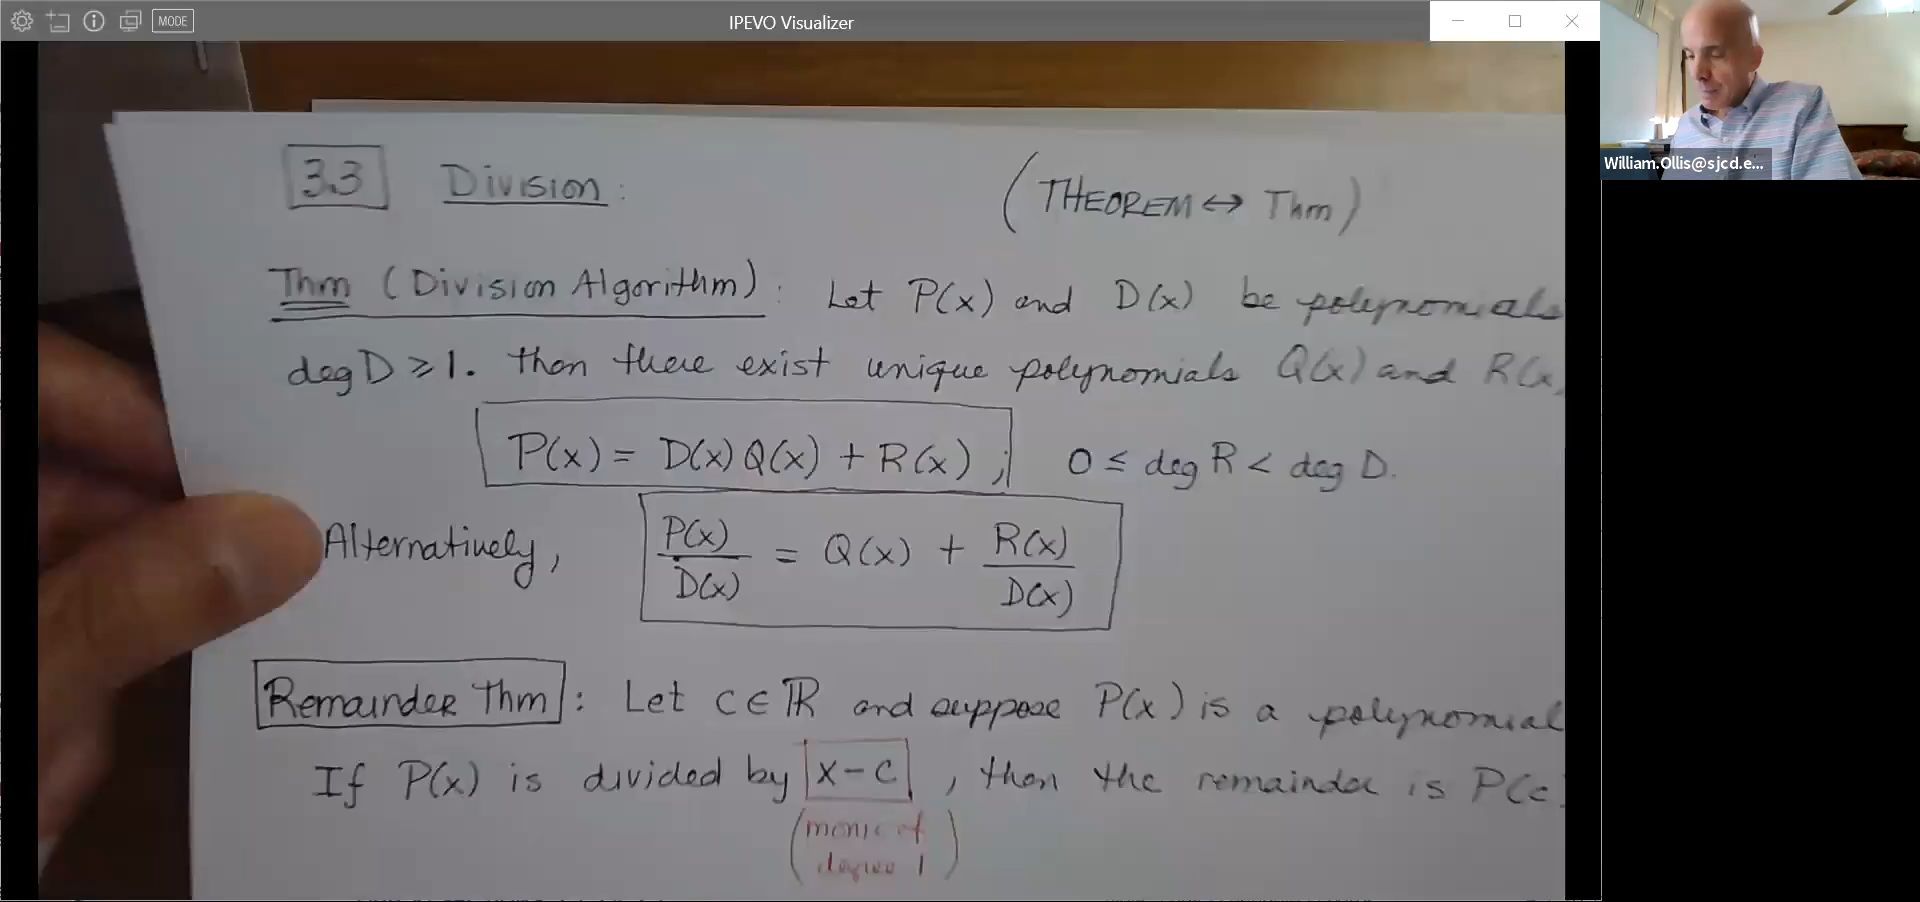 MODE
IPEVO Visualizer
William.Ollis@sjcd.e...
3.3 Division:
(THEOREM ↔ Thm)
Thm (Division Algorithm): Let P(x) and D(x) be polynomials
deg D ≥ 1. Then there exist unique polynomials Q(x) and R(x,
P(x) = D(x) Q(x) + R(x), 0 ≤ deg R < deg D.
Alternatively, P(x)/D(x) = Q(x) + R(x)/D(x)
Remainder Thm: Let c ∈ ℝ and suppose P(x) is a polynomial
If P(x) is divided by x - c, then the remainder is P(c)
(monic of
degree 1)